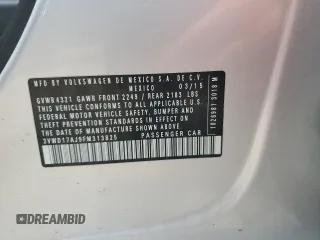 MFD BY VOLKSWAGEN DE MEXICO S.A. DE C.V.
IN MEXICO 03/15
GVWR 4321 GAWR FRONT 2249 / REAR 2183 LBS
THIS VEHICLE CONFORMS TO ALL APPLICABLE U.S.
FEDERAL MOTOR VEHICLE SAFETY, BUMPER AND
THEFT PREVENTION STANDARDS IN EFFECT ON THE
DATE OF MANUFACTURE SHOWN ABOVE.
3VWD17AJ9FM313825 PASSENGER CAR